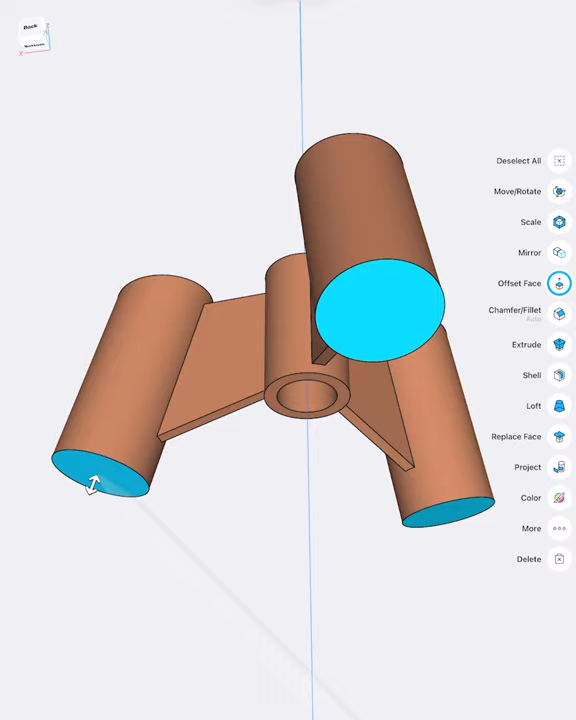 Back
Bottom
X
Deselect All
Move/Rotate
Scale
Mirror
Offset Face
Chamfer/Fillet
Auto
Extrude
Shell
Loft
Replace Face
Project
Color
More
Delete